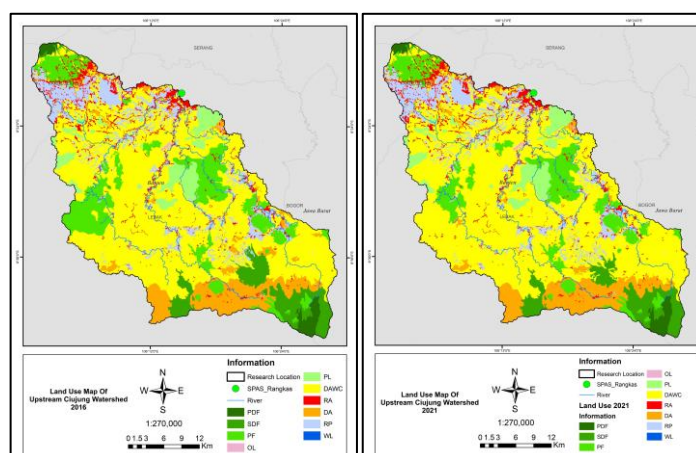 SERANG
Banten
LEBAK
BOGOR
Jawa Barat
Land Use Map Of
Upstream Ciujung Watershed
2016
N
W E
S
1:270,000
0 1.5 3 6 9 12
Km
Information
Research Location
SPAS_Rangkas
River
PDF
SDF
PF
OL
PL
DAWC
RA
DA
RP
WL
SERANG
LEBAK
BOGOR
Jawa Barat
Land Use Map Of
Upstream Ciujung Watershed
2021
N
W E
S
1:270,000
0 1.5 3 6 9 12
Km
Information
Research Location
SPAS_Rangkas
River
Land Use 2021
Information
PDF
SDF
PF
OL
PL
DAWC
RA
DA
RP
WL